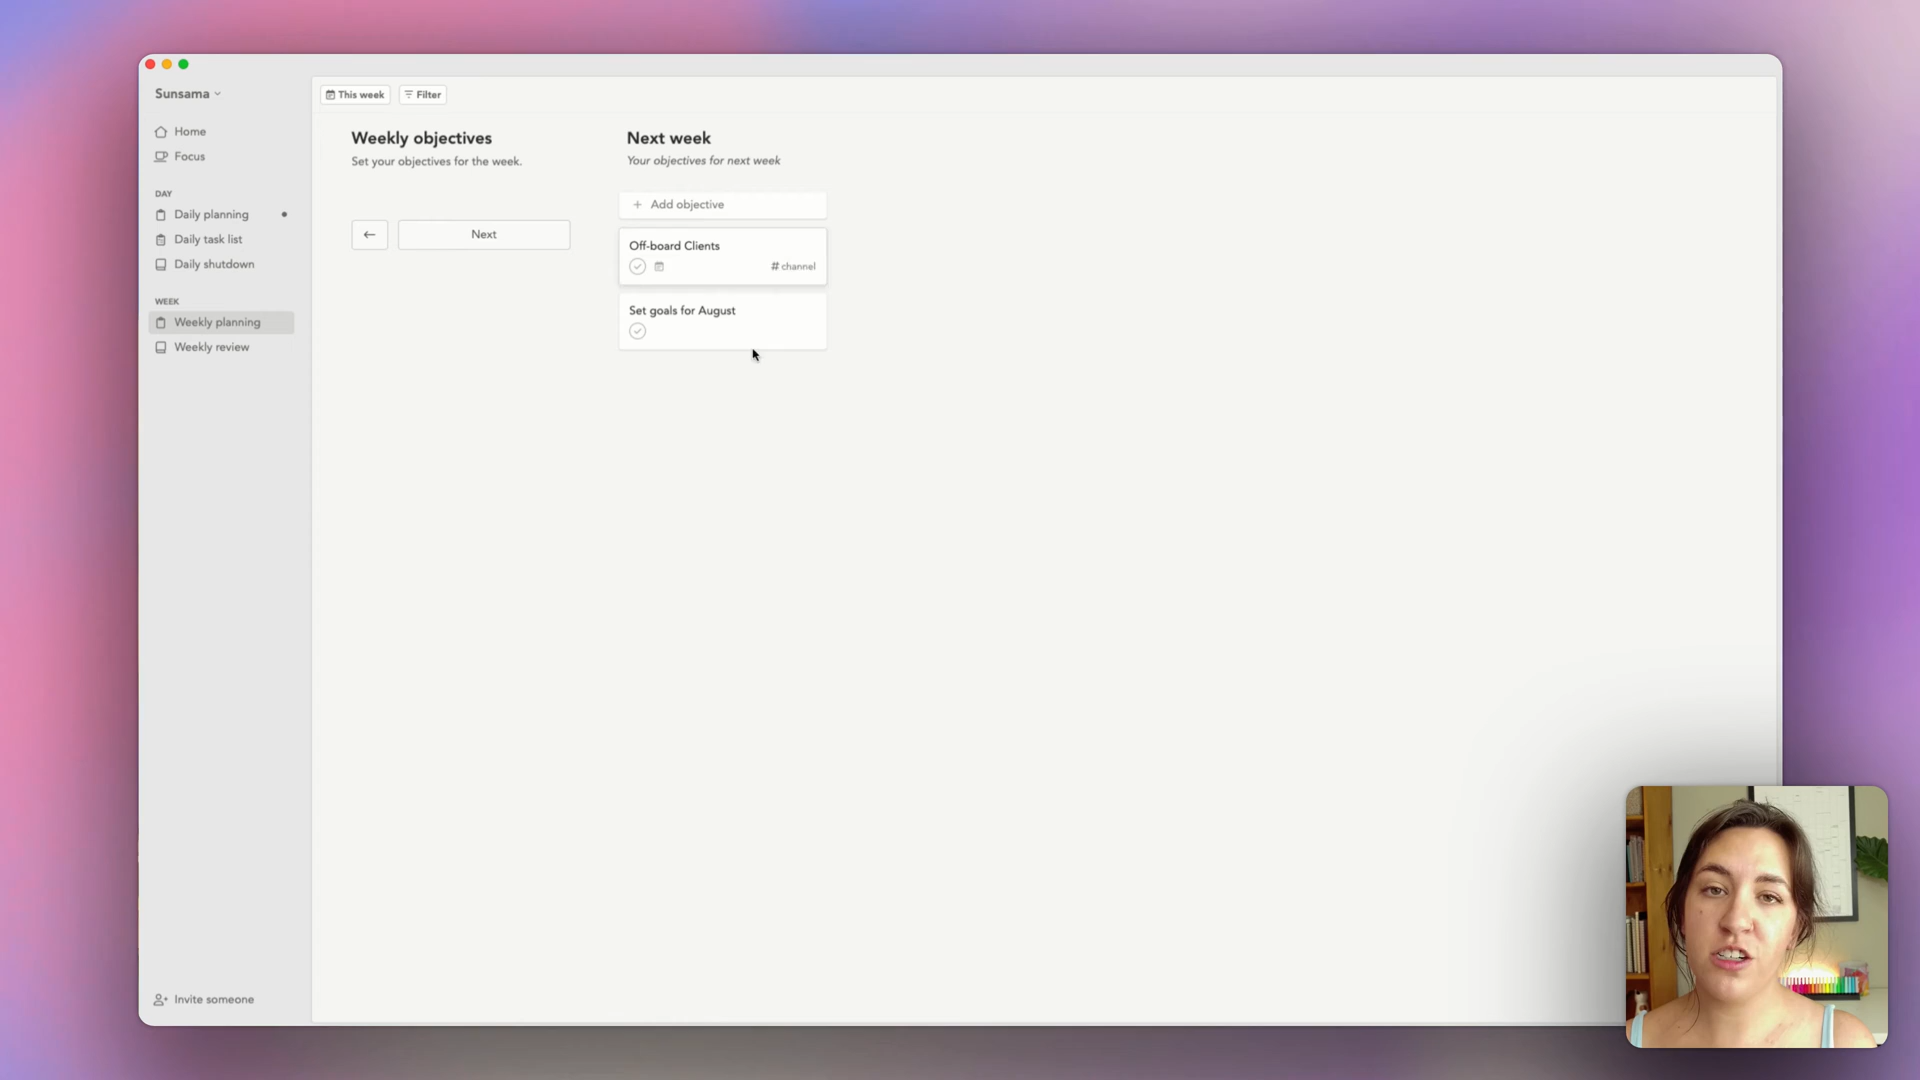 Sunsama
Home
Focus
DAY
Daily planning
Daily task list
Daily shutdown
WEEK
Weekly planning
Weekly review
Invite someone
This week
Filter
Weekly objectives
Set your objectives for the week.
Next
Next week
Your objectives for next week
+ Add objective
Off-board Clients
# channel
Set goals for August